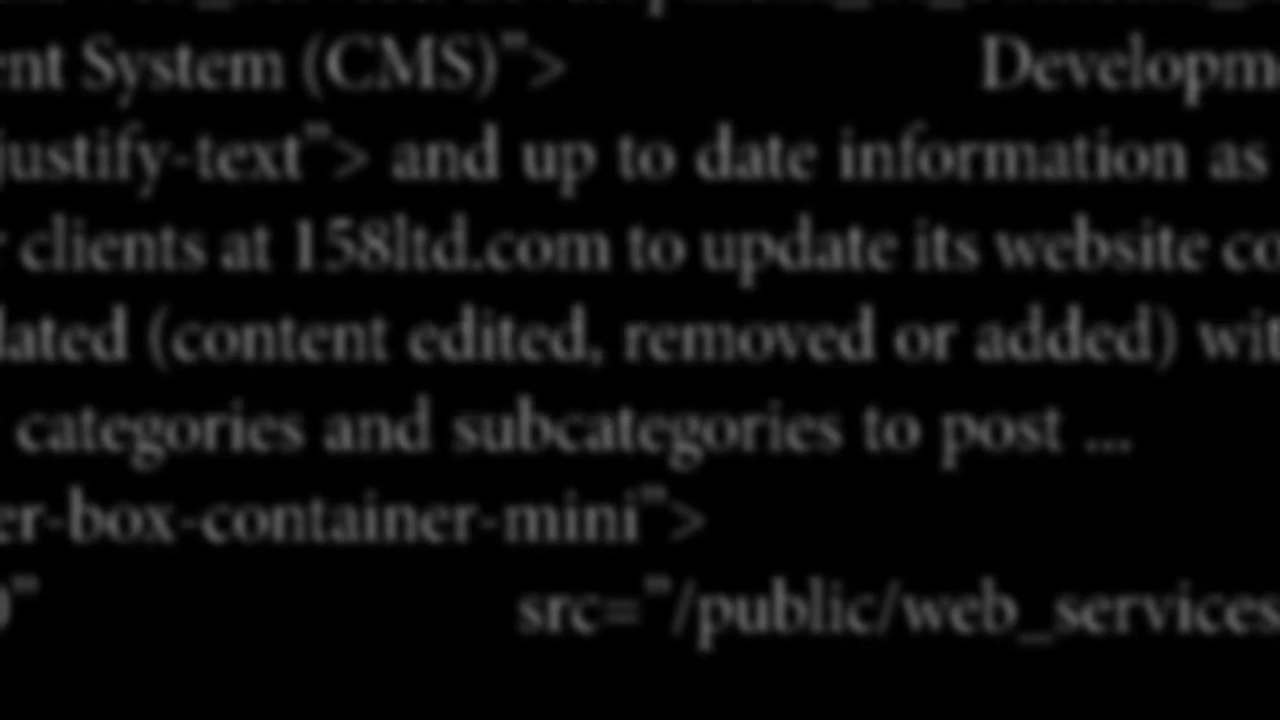 ent System (CMS)”> Developm
justify-text”> and up to date information as
clients at 158ltd.com to update its website co
lated (content edited, removed or added) wit
categories and subcategories to post ...
er-box-container-mini”>
)” src=”/public/web_services